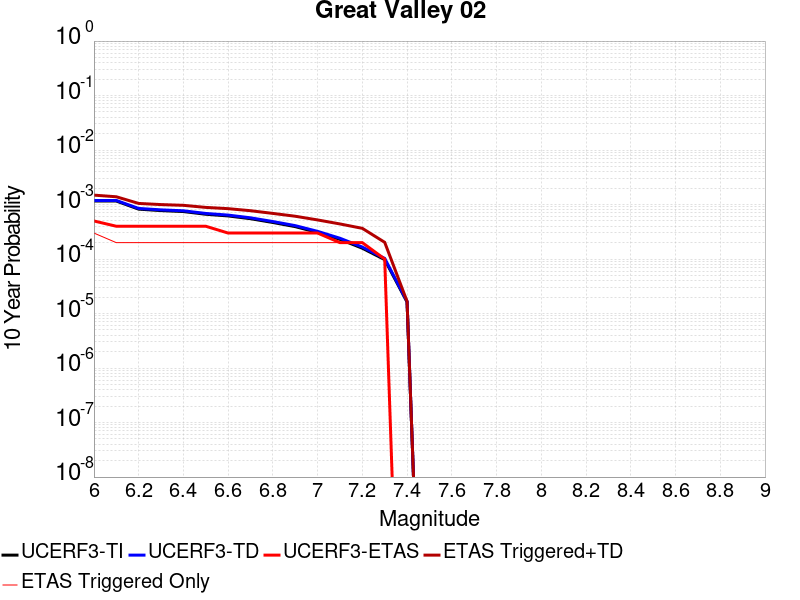 Great Valley 02
10^0
10^-1
10^-2
10^-3
10^-4
10^-5
10^-6
10^-7
10^-8
10 Year Probability
6 6.2 6.4 6.6 6.8 7 7.2 7.4 7.6 7.8 8 8.2 8.4 8.6 8.8 9
Magnitude
UCERF3-TI UCERF3-TD UCERF3-ETAS ETAS Triggered+TD
ETAS Triggered Only